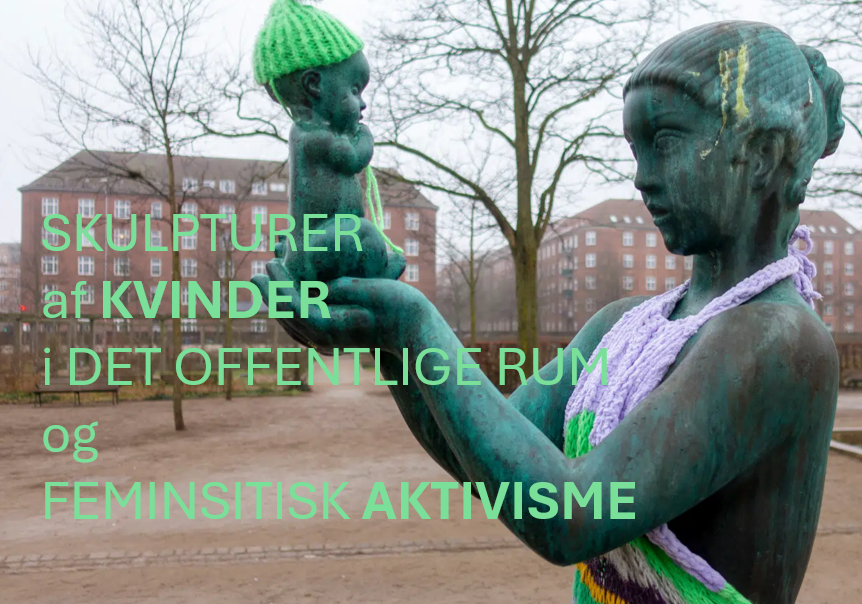 SKULPTURER
af KVINDER
i DET OFFENTLIGE RUM
og
FEMINSITISK AKTIVISME